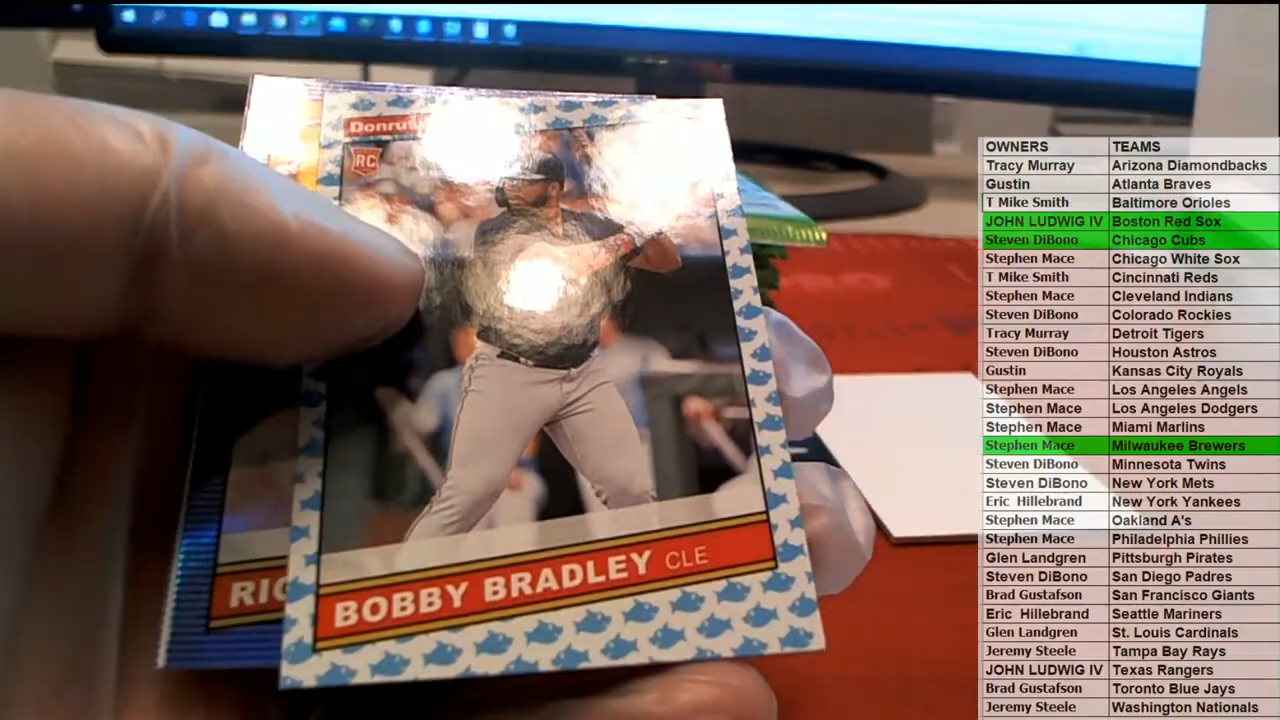 Donruss
RC
RIC
BOBBY BRADLEY CLE
OWNERS TEAMS
Tracy Murray Arizona Diamondbacks
Gustin Atlanta Braves
T Mike Smith Baltimore Orioles
JOHN LUDWIG IV Boston Red Sox
Steven DiBono Chicago Cubs
Stephen Mace Chicago White Sox
T Mike Smith Cincinnati Reds
Stephen Mace Cleveland Indians
Steven DiBono Colorado Rockies
Tracy Murray Detroit Tigers
Steven DiBono Houston Astros
Gustin Kansas City Royals
Stephen Mace Los Angeles Angels
Stephen Mace Los Angeles Dodgers
Stephen Mace Miami Marlins
Stephen Mace Milwaukee Brewers
Steven DiBono Minnesota Twins
Steven DiBono New York Mets
Eric Hillebrand New York Yankees
Stephen Mace Oakland A's
Stephen Mace Philadelphia Phillies
Glen Landgren Pittsburgh Pirates
Steven DiBono San Diego Padres
Brad Gustafson San Francisco Giants
Eric Hillebrand Seattle Mariners
Glen Landgren St. Louis Cardinals
Jeremy Steele Tampa Bay Rays
JOHN LUDWIG IV Texas Rangers
Brad Gustafson Toronto Blue Jays
Jeremy Steele Washington Nationals